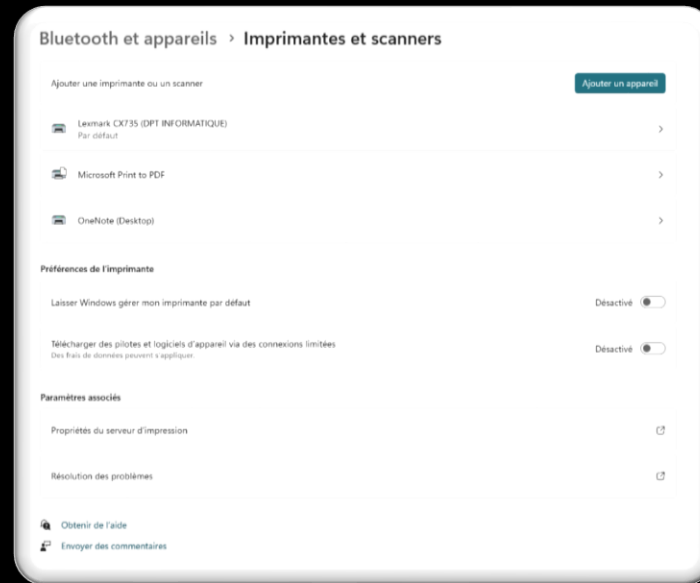 Bluetooth et appareils > Imprimantes et scanners
Ajouter une imprimante ou un scanner
Ajouter un appareil
Lexmark CX735 (DPT INFORMATIQUE)
Par défaut
Microsoft Print to PDF
OneNote (Desktop)
Préférences de l'imprimante
Laisser Windows gérer mon imprimante par défaut
Désactivé
Télécharger des pilotes et logiciels d'appareil via des connexions limitées
Désactivé
Des frais de données peuvent s'appliquer.
Paramètres associés
Propriétés du serveur d'impression
Résolution des problèmes
Obtenir de l'aide
Envoyer des commentaires